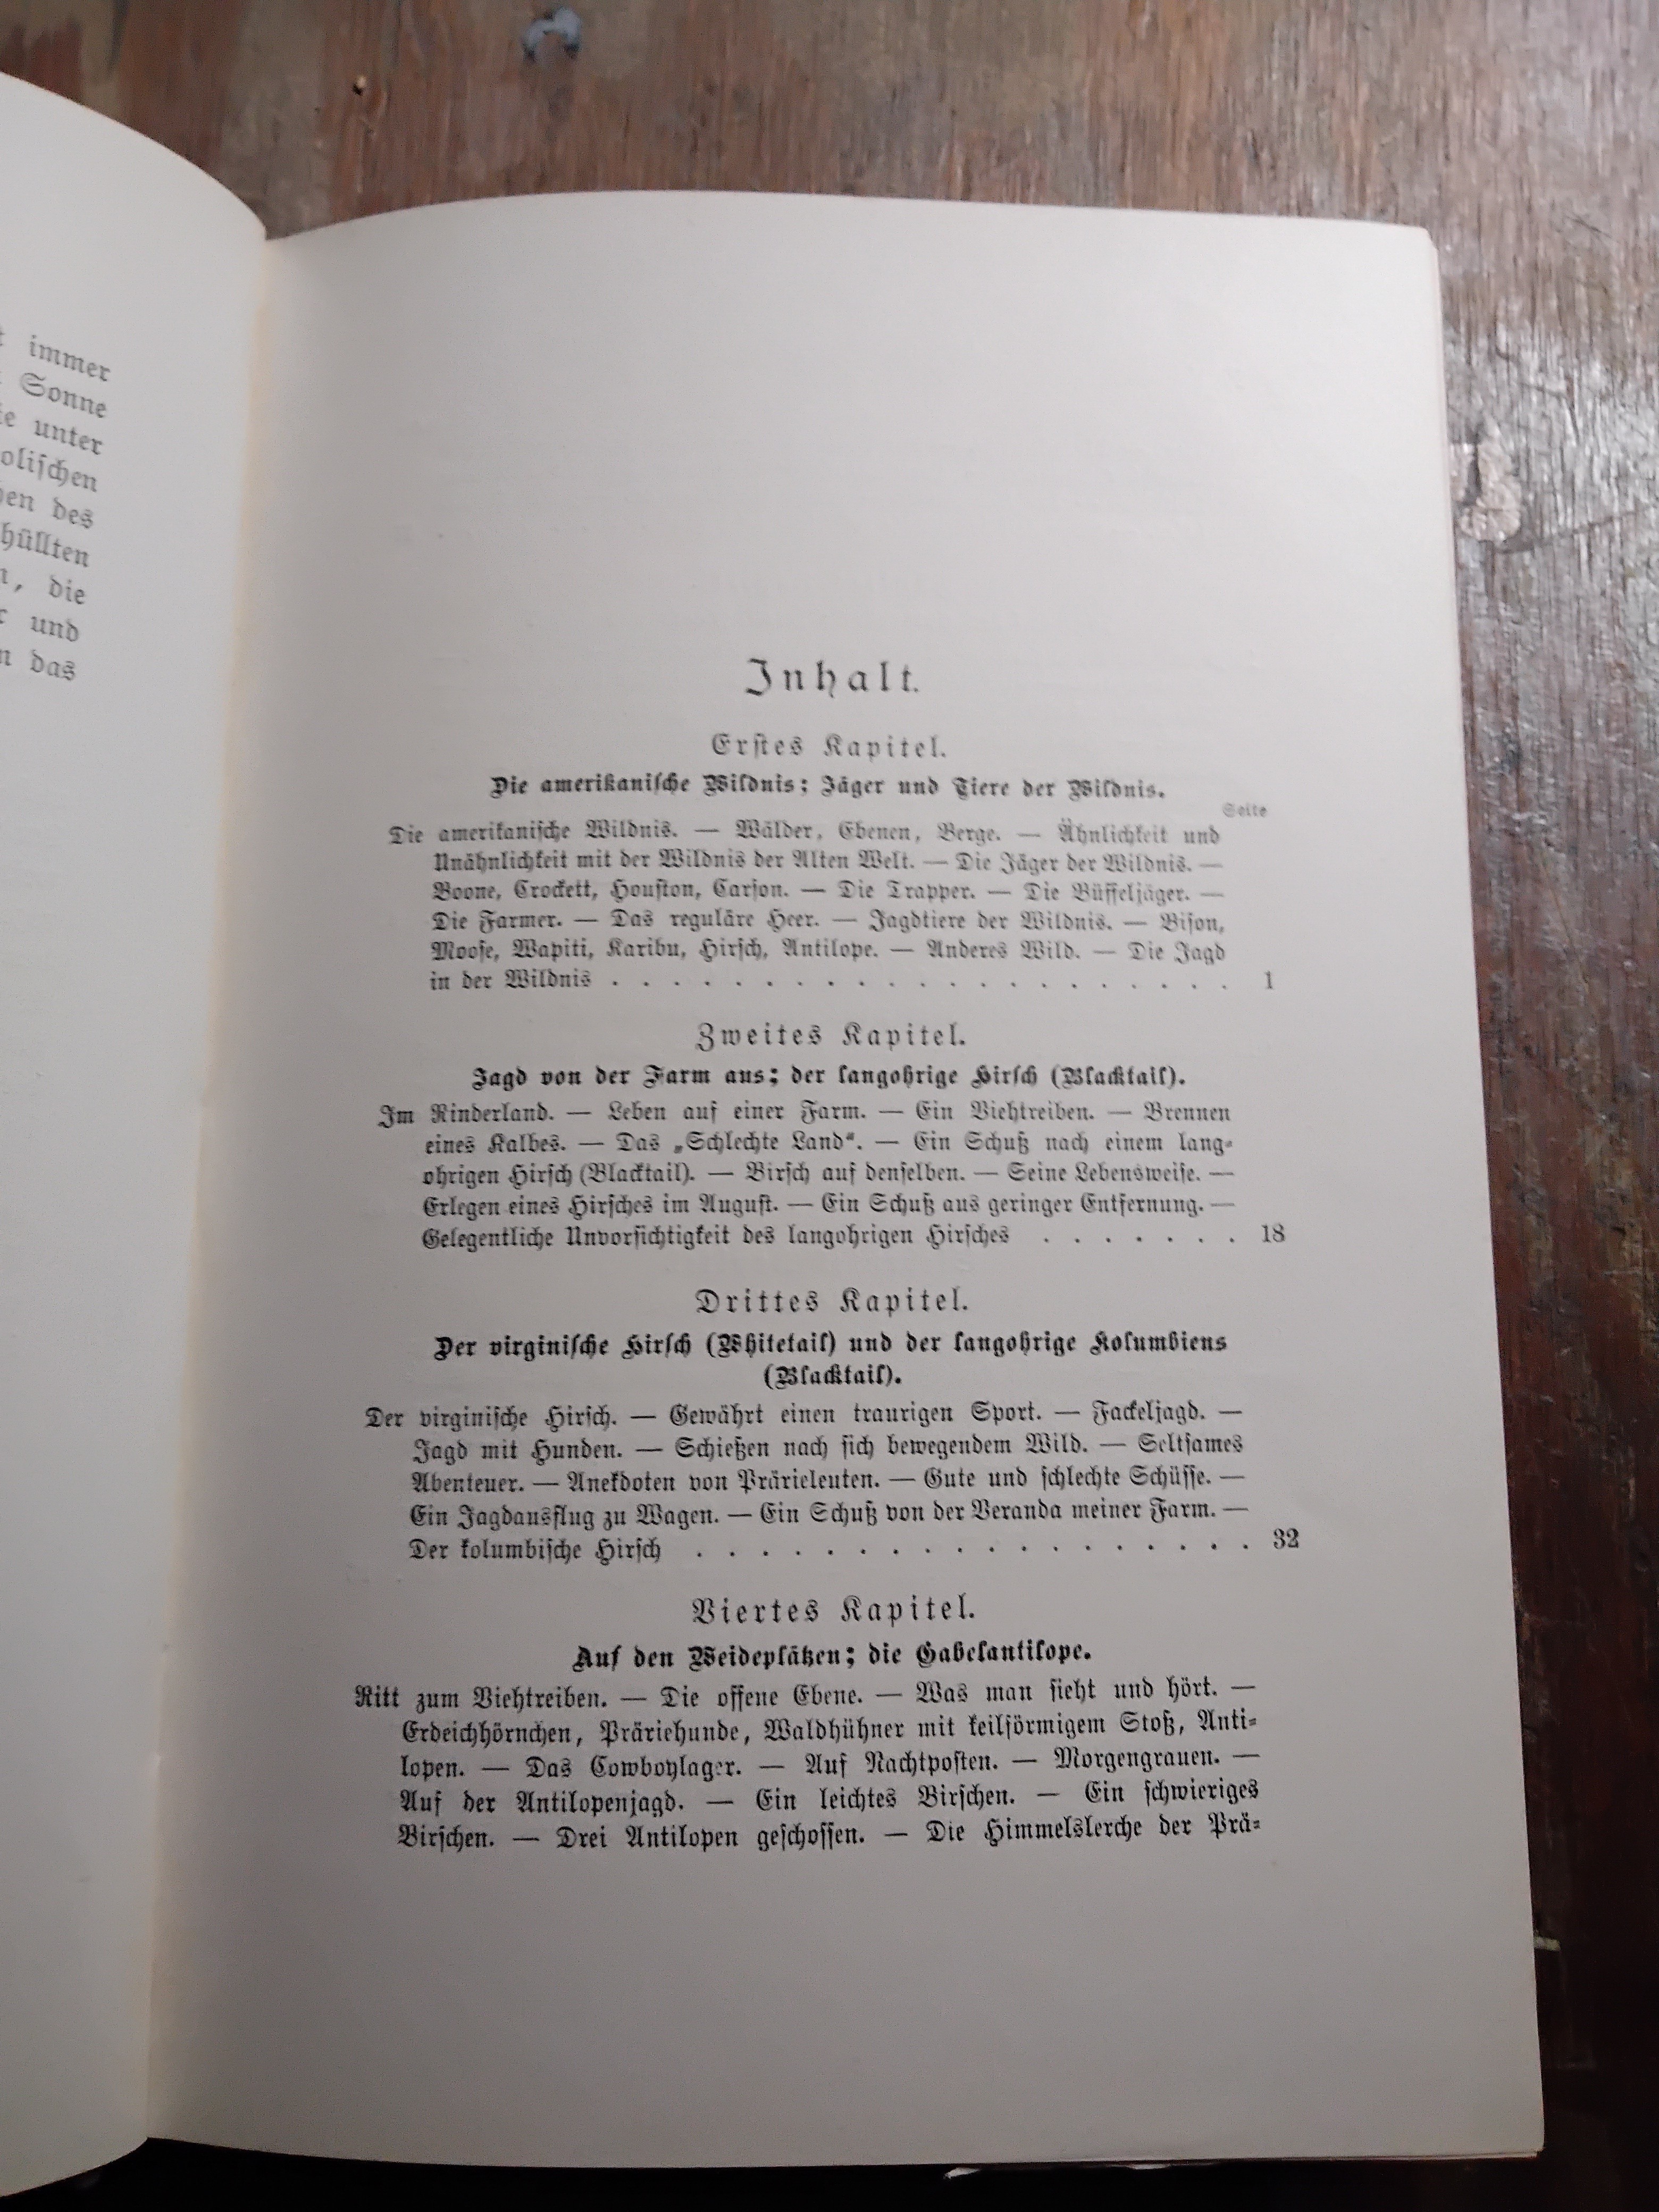 immer
Sonne
unter
des
die
und
das
Inhalt.
Erſtes Kapitel.
Die amerikaniſche Wildnis; Jäger und Tiere der Wildnis.
Seite
Die amerikaniſche Wildnis. — Wälder, Ebenen, Berge. — Ähnlichkeit und
Unähnlichkeit mit der Wildnis der Alten Welt. — Die Jäger der Wildnis. —
Boone, Crockett, Houſton, Carſon. — Die Trapper. — Die Büffeljäger. —
Die Farmer. — Das reguläre Heer. — Jagdtiere der Wildnis. — Biſon,
Mooſe, Wapiti, Karibu, Hirſch, Antilope. — Anderes Wild. — Die Jagd
in der Wildnis . . . . . . . . . . . . . . . . . . . . . 1
Zweites Kapitel.
Jagd von der Farm aus; der langohrige Hirſch (Blacktail).
Im Rinderland. — Leben auf einer Farm. — Ein Viehtreiben. — Brennen
eines Kalbes. — Das „Schlechte Land“. — Ein Schuß nach einem lang-
ohrigen Hirſch (Blacktail). — Birſch auf denſelben. — Seine Lebensweiſe. —
Erlegen eines Hirſches im Auguſt. — Ein Schuß aus geringer Entfernung. —
Gelegentliche Unvorſichtigkeit des langohrigen Hirſches . . . . . . . 18
Drittes Kapitel.
Der virginiſche Hirſch (Whitetail) und der langohrige Kolumbiens
(Blacktail).
Der virginiſche Hirſch. — Gewährt einen traurigen Sport. — Fackeljagd. —
Jagd mit Hunden. — Schießen nach ſich bewegendem Wild. — Seltſames
Abenteuer. — Anekdoten von Prärieleuten. — Gute und ſchlechte Schüſſe. —
Ein Jagdausflug zu Wagen. — Ein Schuß von der Veranda meiner Farm. —
Der kolumbiſche Hirſch . . . . . . . . . . . . . . . . . . 32
Viertes Kapitel.
Auf den Weideplätzen; die Gabelantilope.
Ritt zum Viehtreiben. — Die offene Ebene. — Was man ſieht und hört. —
Erdeichhörnchen, Präriehunde, Waldhühner mit keilförmigem Stoß, Anti-
lopen. — Das Cowboylager. — Auf Nachtpoſten. — Morgengrauen. —
Auf der Antilopenjagd. — Ein leichtes Birſchen. — Ein ſchwieriges
Birſchen. — Drei Antilopen geſchoſſen. — Die Himmelslerche der Prä-